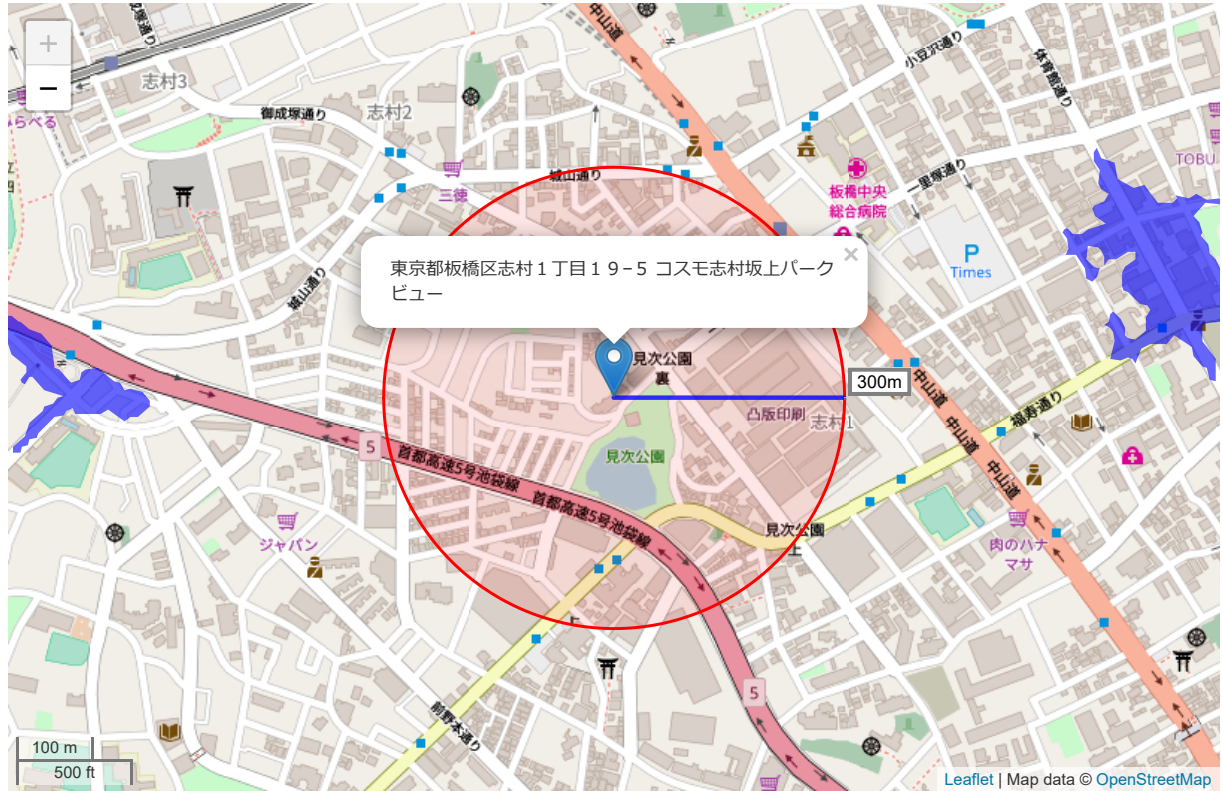 中山道
+
−
志村3
御成塚通り
志村2
小豆沢通り
体育館通り
TOBU
城山通り
三徳
板橋中央
総合病院
一里塚通り
P
Times
東京都板橋区志村１丁目１９−５ コスモ志村坂上パーク
ビュー
×
城山通り
見次公園
裏
300m
凸版印刷
志村1
中山道
中山道
中山道
福寿通り
5
首都高速5号池袋線
首都高速5号池袋線
見次公園
見次公園
上
ジャパン
肉のハナ
マサ
5
前野本通り
100 m
500 ft
Leaflet | Map data © OpenStreetMap